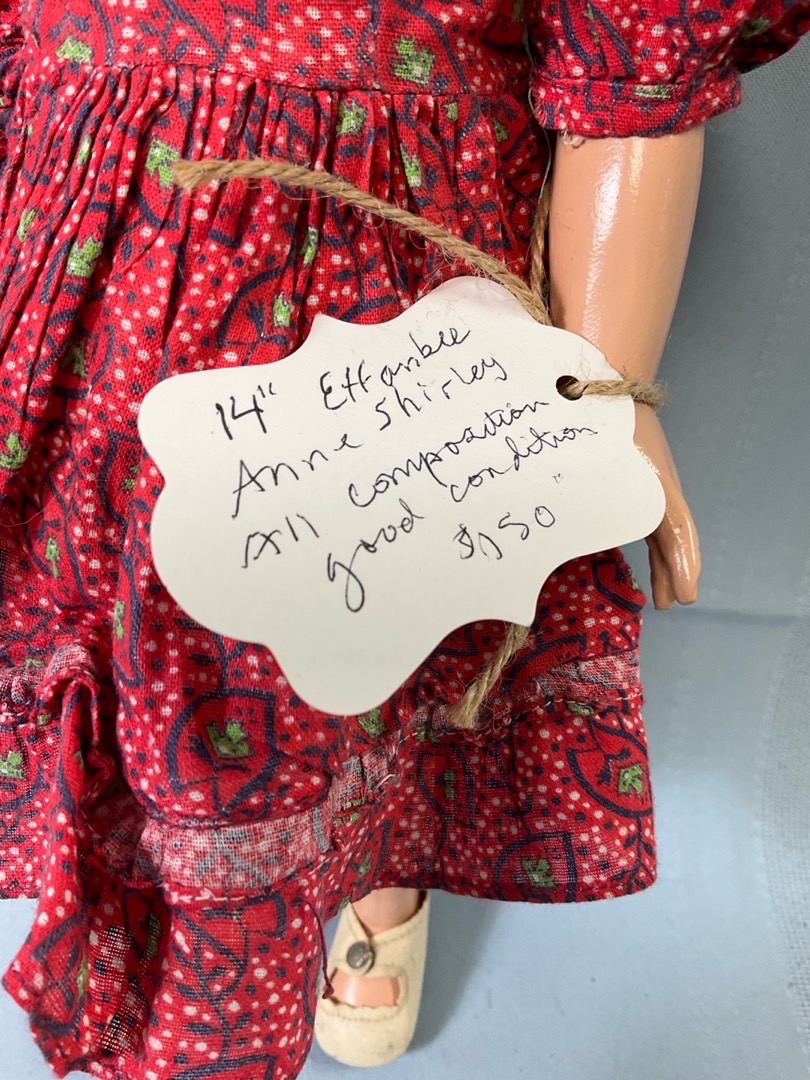 14" Effanbee
Anne Shirley
All composition
good condition
$150